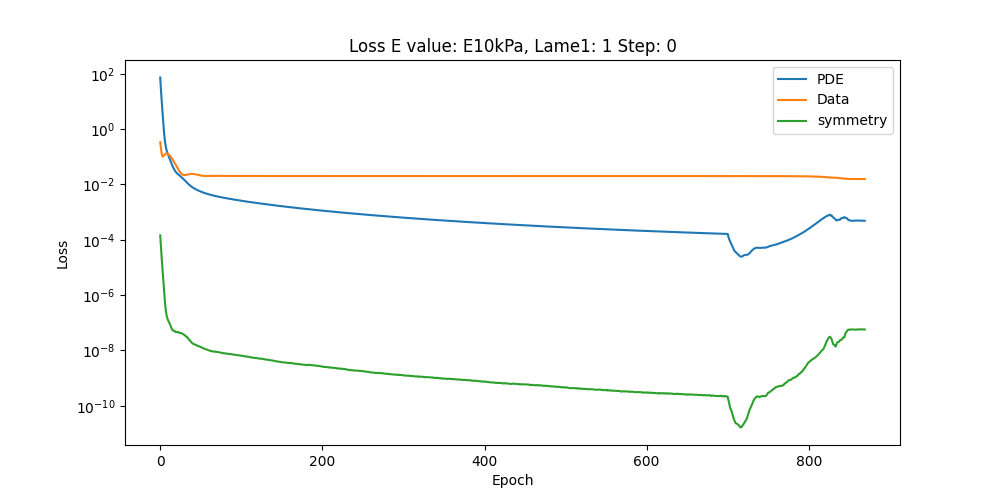 Loss E value: E10kPa, Lame1: 1 Step: 0
PDE
Data
symmetry
10^2
10^0
10^-2
10^-4
10^-6
10^-8
10^-10
Loss
0 200 400 600 800
Epoch